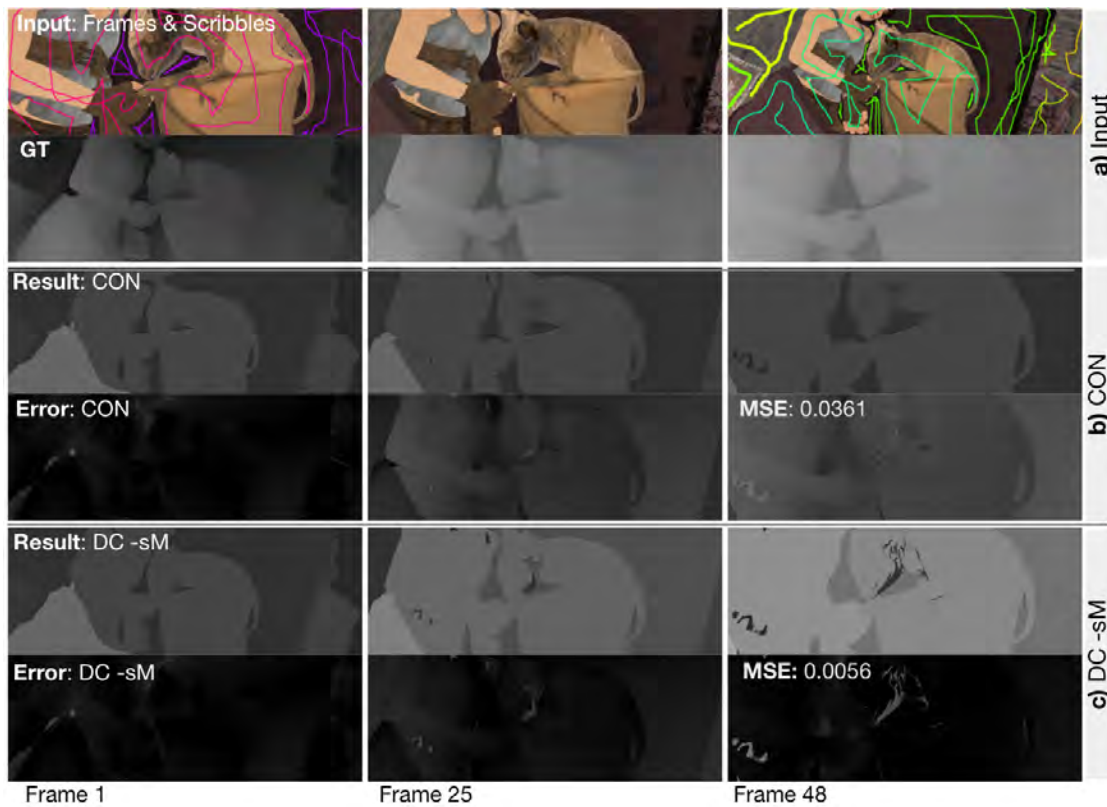 Input: Frames & Scribbles
GT
a) Input
Result: CON
Error: CON
MSE: 0.0361
b) CON
Result: DC -sM
Error: DC -sM
MSE: 0.0056
c) DC -sM
Frame 1
Frame 25
Frame 48